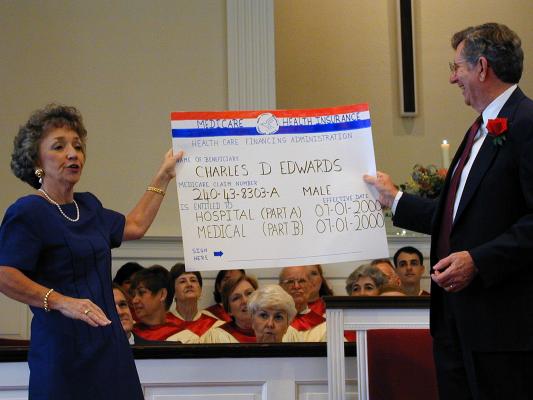 MEDICARE HEALTH INSURANCE
HEALTH CARE FINANCING ADMINISTRATION
NAME OF BENEFICIARY
CHARLES D EDWARDS
MEDICARE CLAIM NUMBER
240-43-8303-A MALE
IS ENTITLED TO EFFECTIVE DATE
HOSPITAL (PART A) 07-01-2000
MEDICAL (PART B) 07-01-2000
SIGN
HERE